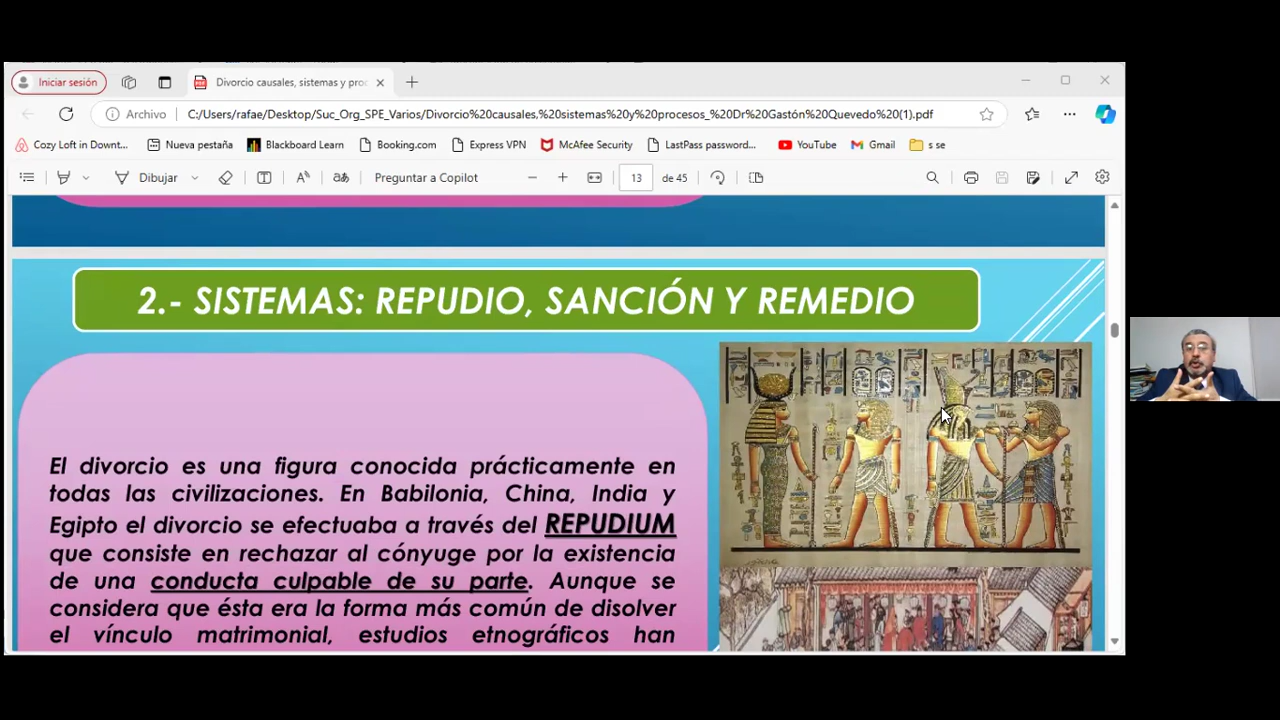 Iniciar sesión
Divorcio causales, sistemas y pro
Archivo
C:/Users/rafae/Desktop/Suc_Org_SPE_Varios/Divorcio%20causales,%20sistemas%20y%20procesos_%20Dr%20Gastón%20Quevedo%20(1).pdf
Cozy Loft in Downt...
Nueva pestaña
Blackboard Learn
Booking.com
Express VPN
McAfee Security
LastPass password...
YouTube
Gmail
s se
Dibujar
Preguntar a Copilot
13
de 45
2.- SISTEMAS: REPUDIO, SANCIÓN Y REMEDIO
El divorcio es una figura conocida prácticamente en
todas las civilizaciones. En Babilonia, China, India y
Egipto el divorcio se efectuaba a través del REPUDIUM
que consiste en rechazar al cónyuge por la existencia
de una conducta culpable de su parte. Aunque se
considera que ésta era la forma más común de disolver
el vínculo matrimonial, estudios etnográficos han